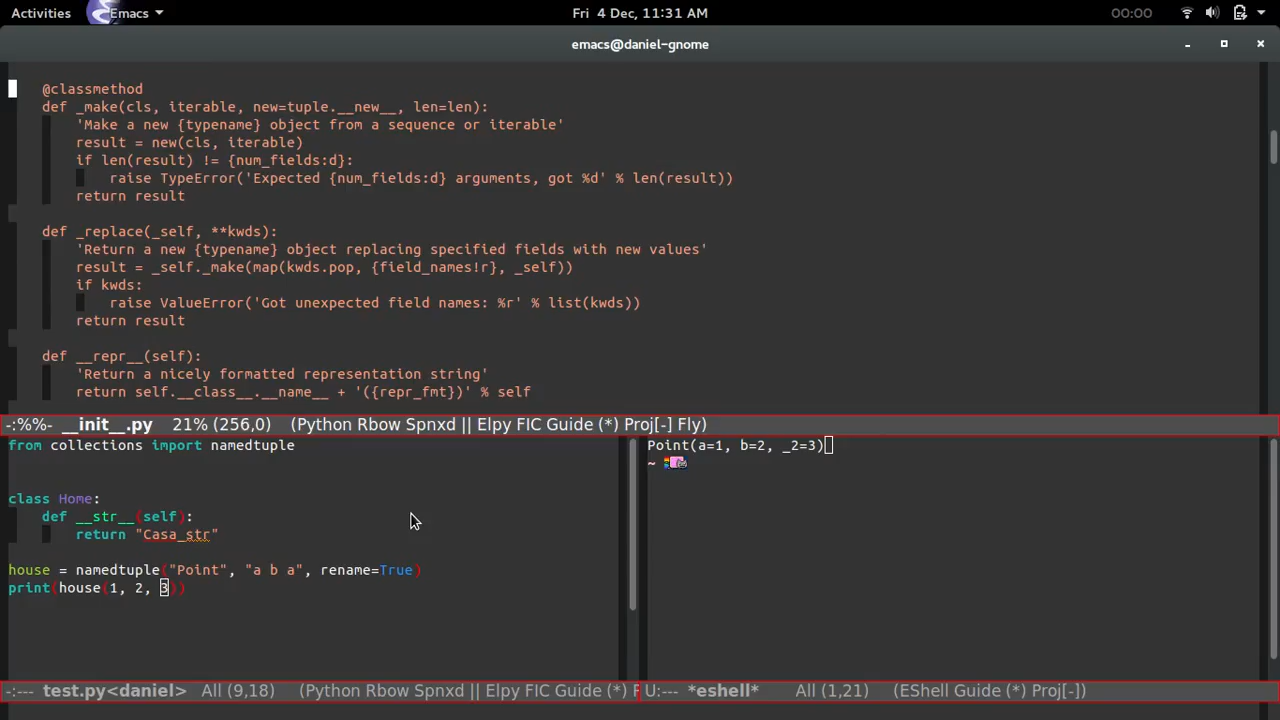 Activities Emacs Fri 4 Dec, 11:31 AM 00:00
emacs@daniel-gnome
@classmethod
def _make(cls, iterable, new=tuple.__new__, len=len):
'Make a new {typename} object from a sequence or iterable'
result = new(cls, iterable)
if len(result) != {num_fields:d}:
raise TypeError('Expected {num_fields:d} arguments, got %d' % len(result))
return result
def _replace(_self, **kwds):
'Return a new {typename} object replacing specified fields with new values'
result = _self._make(map(kwds.pop, {field_names!r}, _self))
if kwds:
raise ValueError('Got unexpected field names: %r' % list(kwds))
return result
def __repr__(self):
'Return a nicely formatted representation string'
return self.__class__.__name__ + '({repr_fmt})' % self
-:%%- __init__.py 21% (256,0) (Python Rbow Spnxd || Elpy FIC Guide (*) Proj[-] Fly)
from collections import namedtuple
class Home:
def __str__(self):
return "Casa_str"
house = namedtuple("Point", "a b a", rename=True)
print(house(1, 2, 3))
-:--- test.py<daniel> All (9,18) (Python Rbow Spnxd || Elpy FIC Guide (*) F
Point(a=1, b=2, _2=3)
~
U:--- *eshell* All (1,21) (EShell Guide (*) Proj[-])